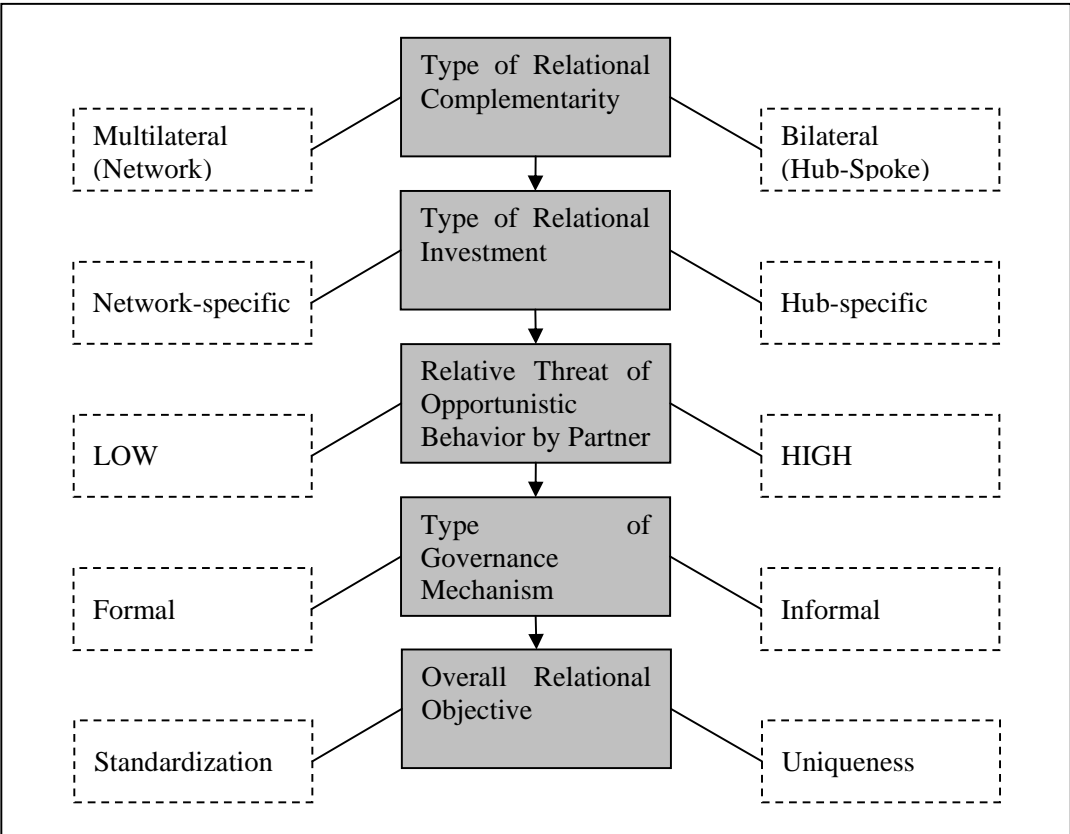 Type of Relational
Complementarity
Multilateral
(Network)
Bilateral
(Hub-Spoke)
Type of Relational
Investment
Network-specific
Hub-specific
Relative Threat of
Opportunistic
Behavior by Partner
LOW
HIGH
Type of
Governance
Mechanism
Formal
Informal
Overall Relational
Objective
Standardization
Uniqueness